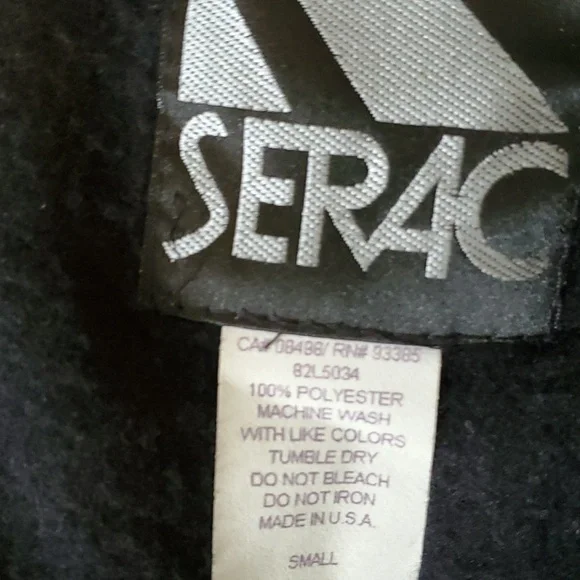 SERAC
CA# 08498/ RN# 93385
82L5034
100% POLYESTER
MACHINE WASH
WITH LIKE COLORS
TUMBLE DRY
DO NOT BLEACH
DO NOT IRON
MADE IN U.S.A.
SMALL